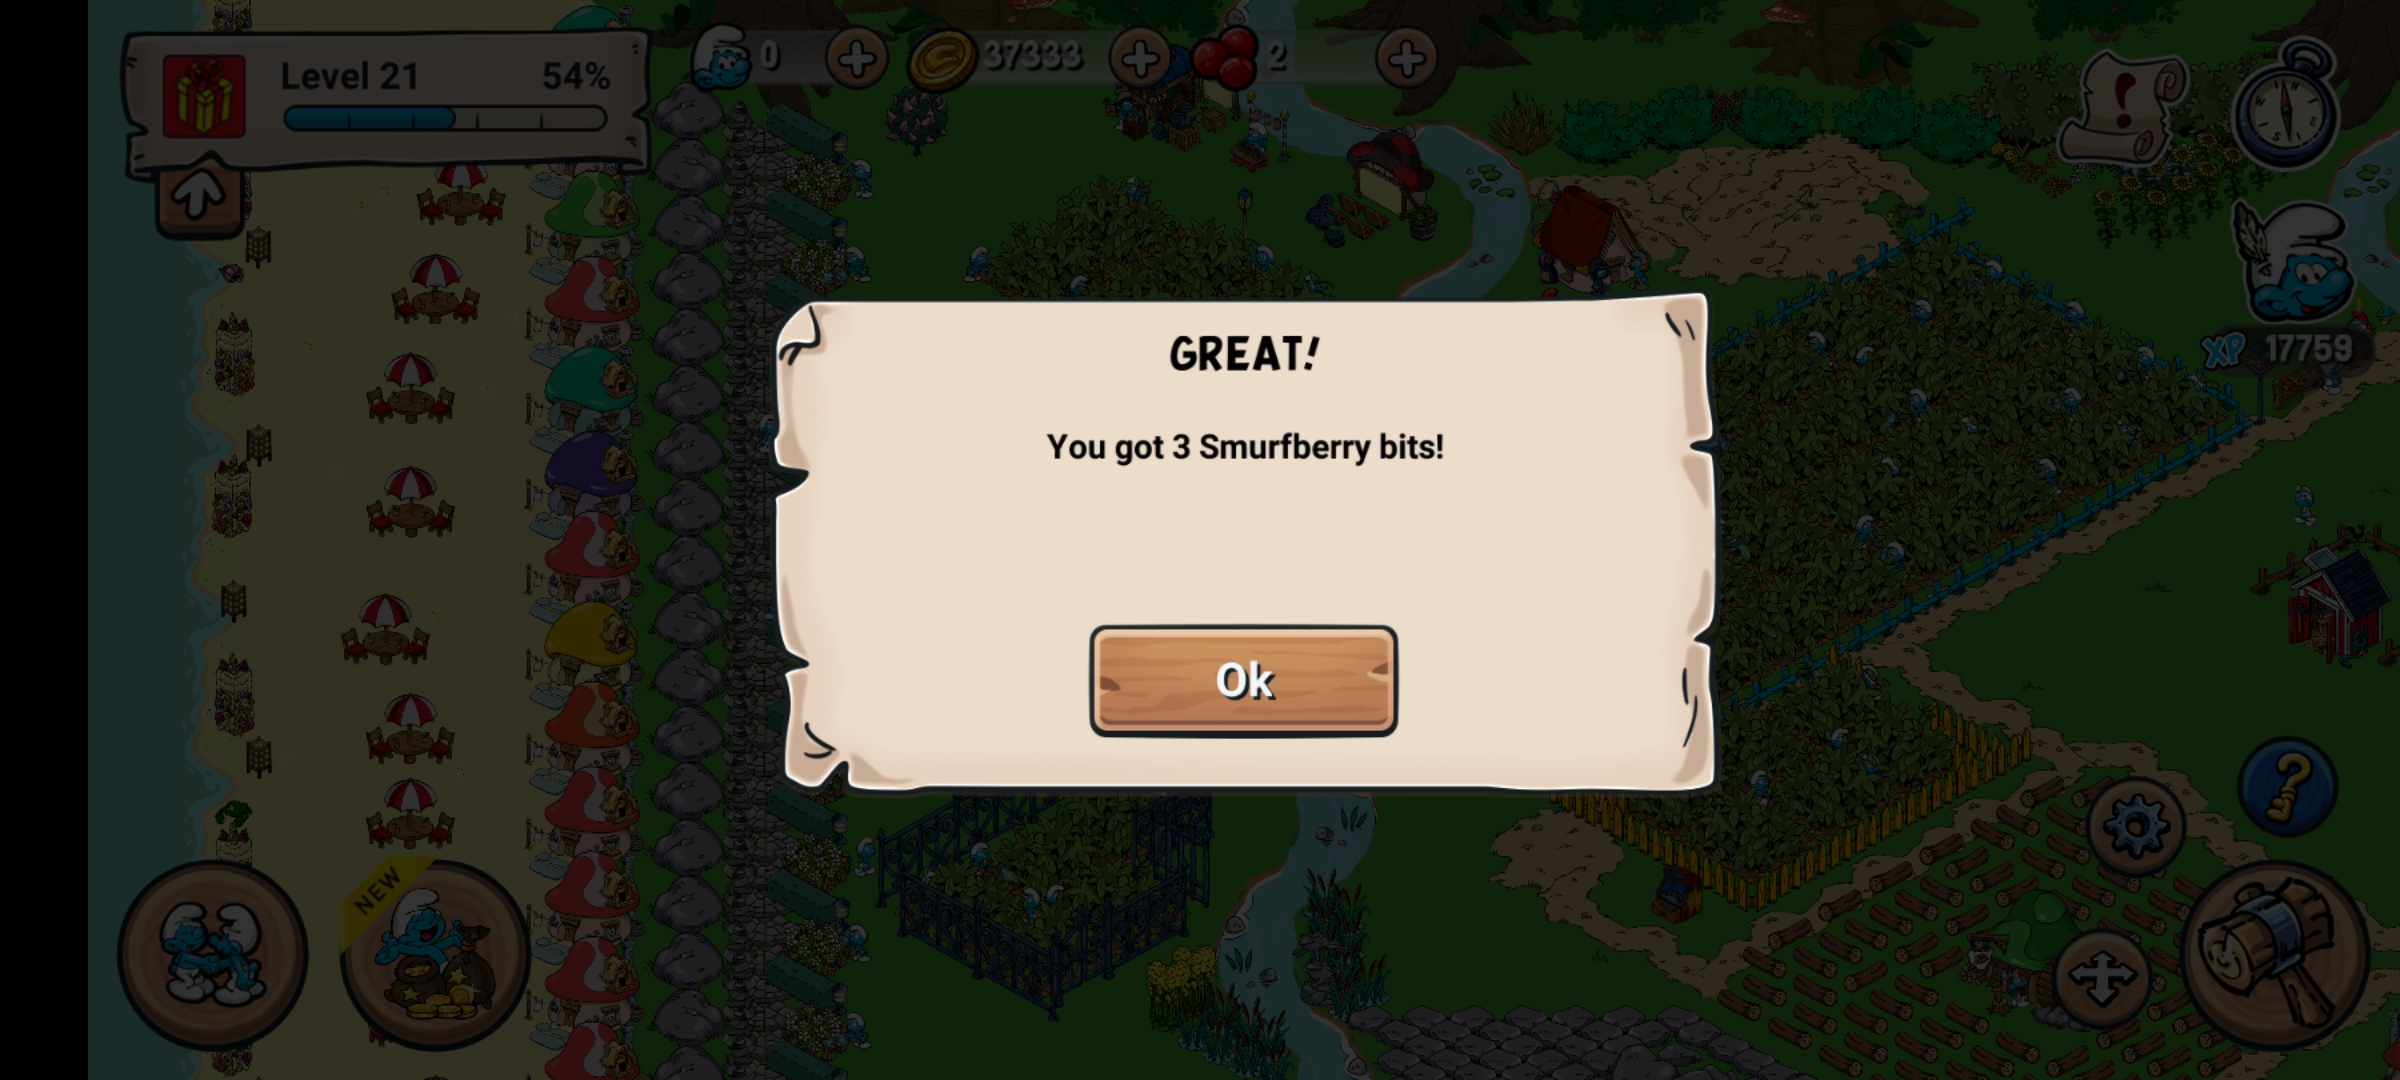 Level 21
54%
0
37333
2
XP 17759
GREAT!
You got 3 Smurfberry bits!
Ok
NEW